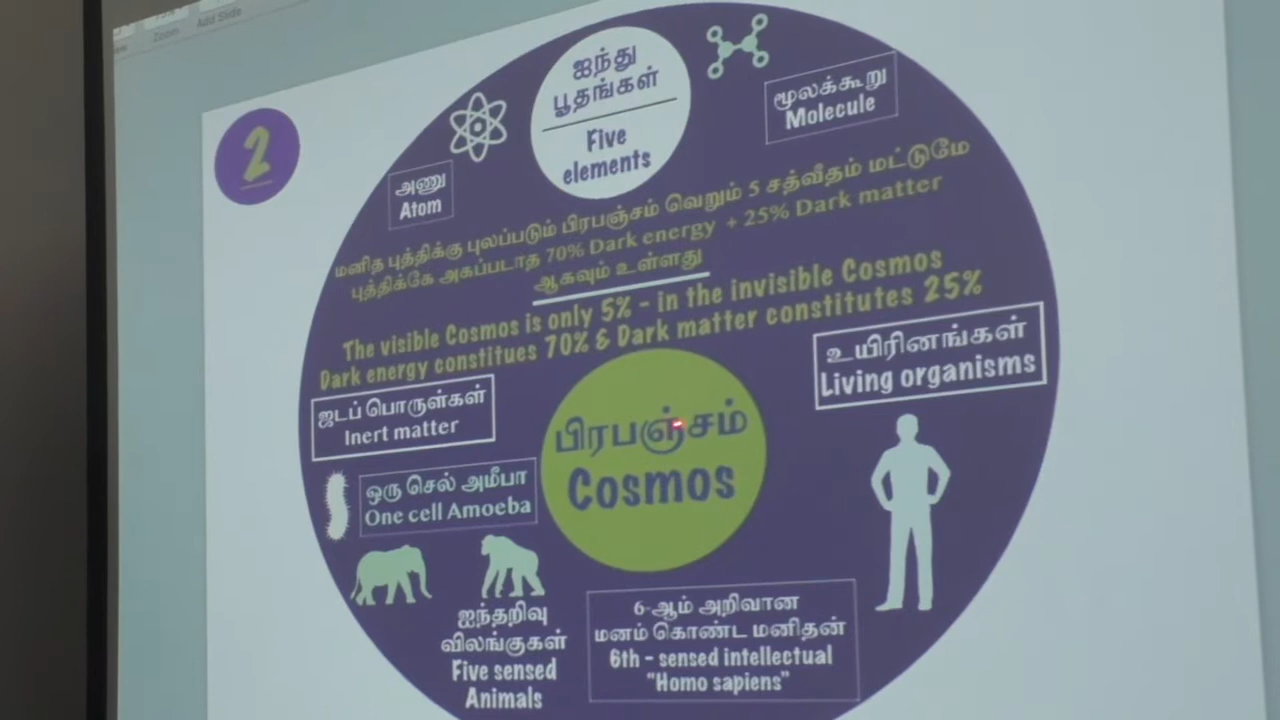 Zoom
Add Slide
2
ஐந்து
பூதங்கள்
Five
elements
மூலக்கூறு
Molecule
அணு
Atom
மனித புத்திக்கு புலப்படும் பிரபஞ்சம் வெறும் 5 சத்வீதம் மட்டுமே
புத்திக்கே அகப்படாத 70% Dark energy + 25% Dark matter
ஆகவும் உள்ளது
The visible Cosmos is only 5% - in the invisible Cosmos
Dark energy constitues 70% & Dark matter constitutes 25%
ஜடப் பொருள்கள்
Inert matter
உயிரினங்கள்
Living organisms
பிரபஞ்சம்
Cosmos
ஒரு செல் அமீபா
One cell Amoeba
ஐந்தறிவு
விலங்குகள்
Five sensed
Animals
6-ஆம் அறிவான
மனம் கொண்ட மனிதன்
6th - sensed intellectual
"Homo sapiens"